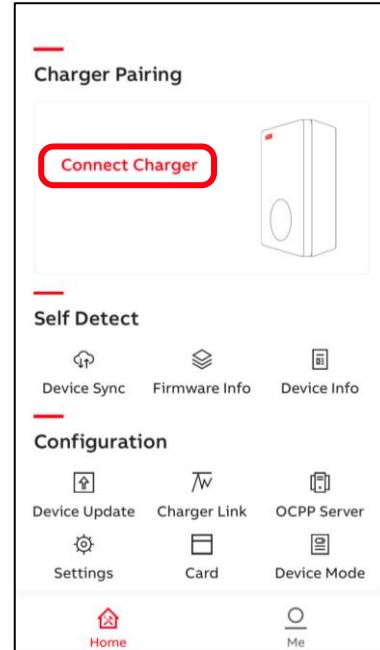 Charger Pairing
Connect Charger
Self Detect
Device Sync Firmware Info Device Info
Configuration
Device Update Charger Link OCPP Server
Settings Card Device Mode
Home Me